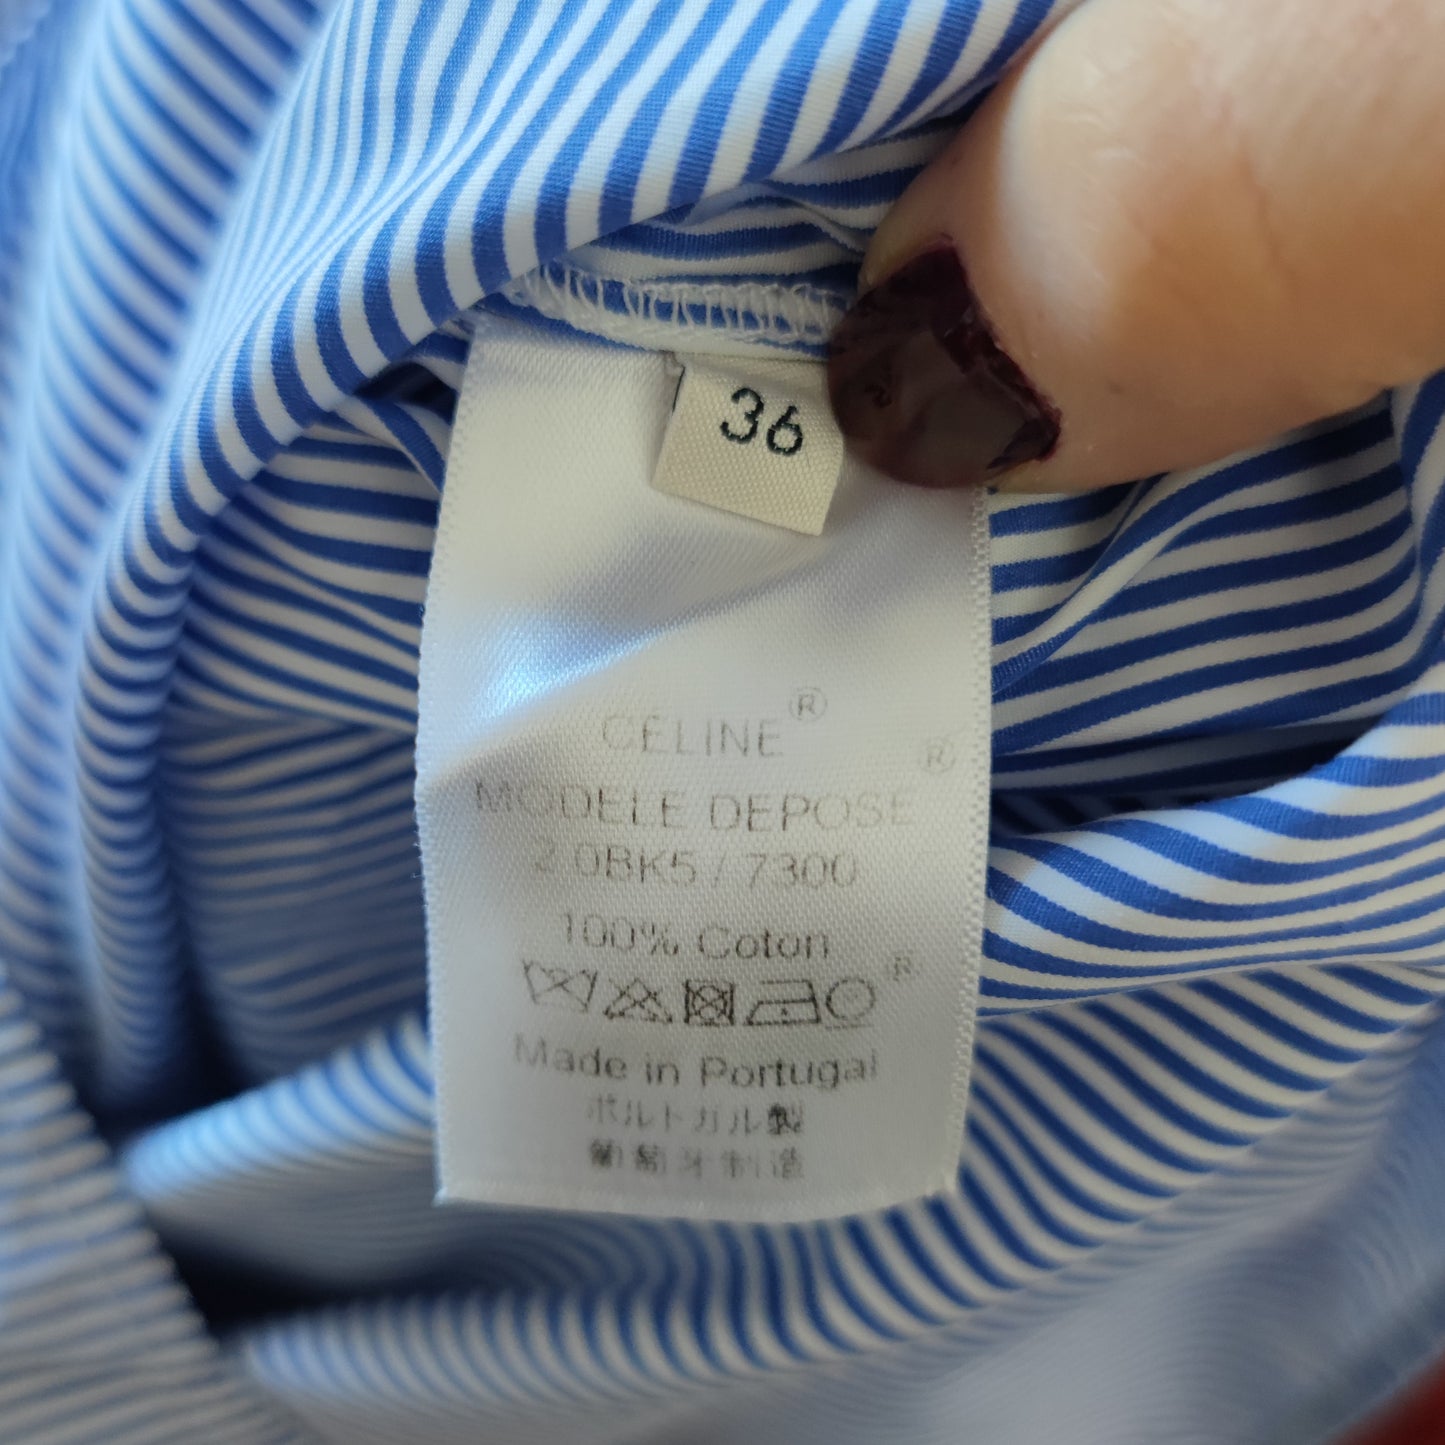 36
CELINE®
MODELE DEPOSE ®
2.0BK5 / 7300
100% Coton
®
Made in Portugal
ポルトガル製
葡萄牙制造